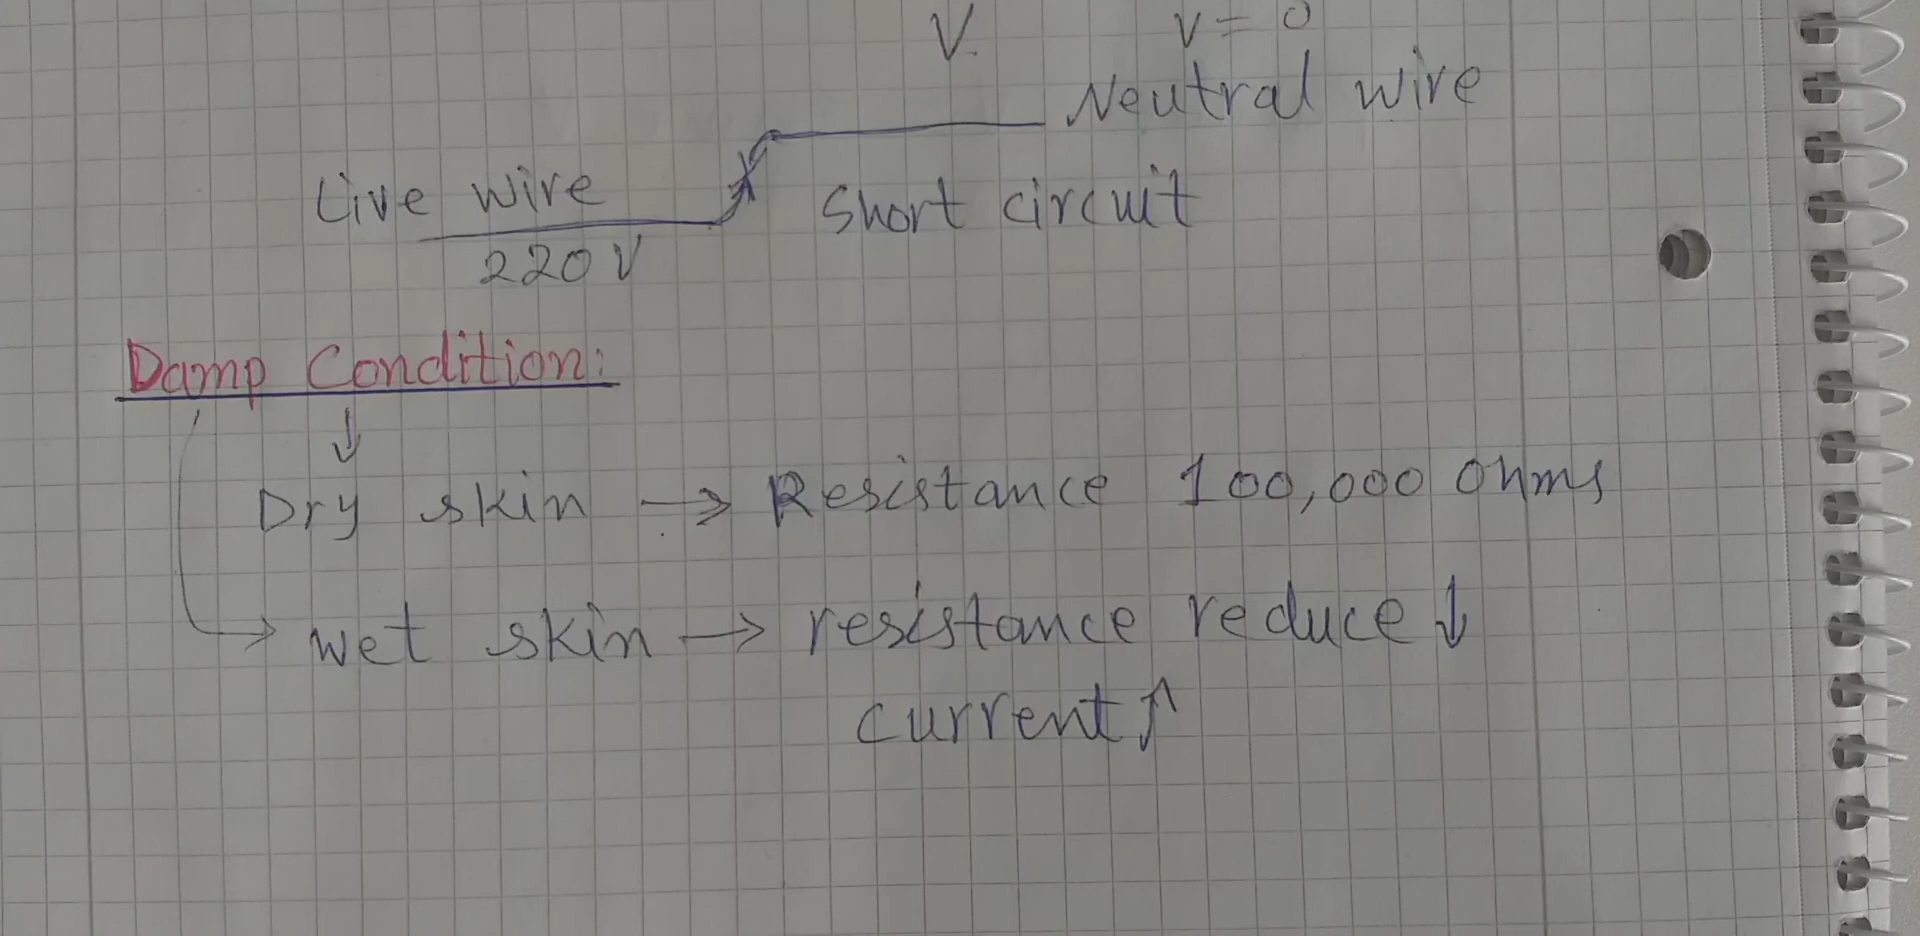 V. V = 0
Neutral wire
Live wire
Short circuit
220 V
Damp Condition:
↓
Dry skin → Resistance 100,000 ohms
→ wet skin → resistance reduce ↓
current ↑